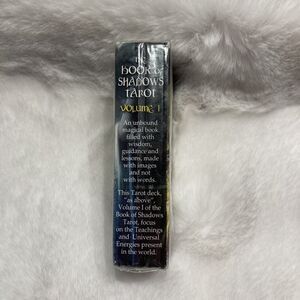 The
BOOK of
SHADOWS
TAROT
VOLUME I
An unbound
magical book
filled with
wisdom,
guidance and
lessons, made
with images
and not
with words.
This Tarot deck,
"as above",
Volume I of the
Book of Shadows
Tarot, focus
on the Teachings
and Universal
Energies present
in the world.